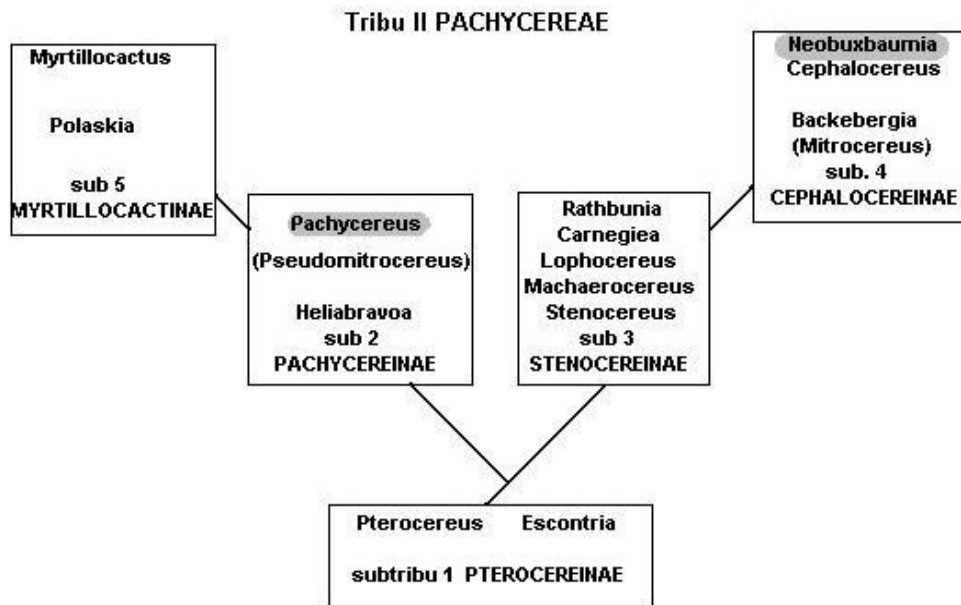 Tribu II PACHYCEREAE
Myrtillocactus
Polaskia
sub 5
MYRTILLOCACTINAE
Neobuxbaumia
Cephalocereus
Backebergia
(Mitrocereus)
sub. 4
CEPHALOCEREINAE
Pachycereus
(Pseudomitrocereus)
Heliabravoa
sub 2
PACHYCEREINAE
Rathbunia
Carnegiea
Lophocereus
Machaerocereus
Stenocereus
sub 3
STENOCEREINAE
Pterocereus Escontria
subtribu 1 PTEROCEREINAE